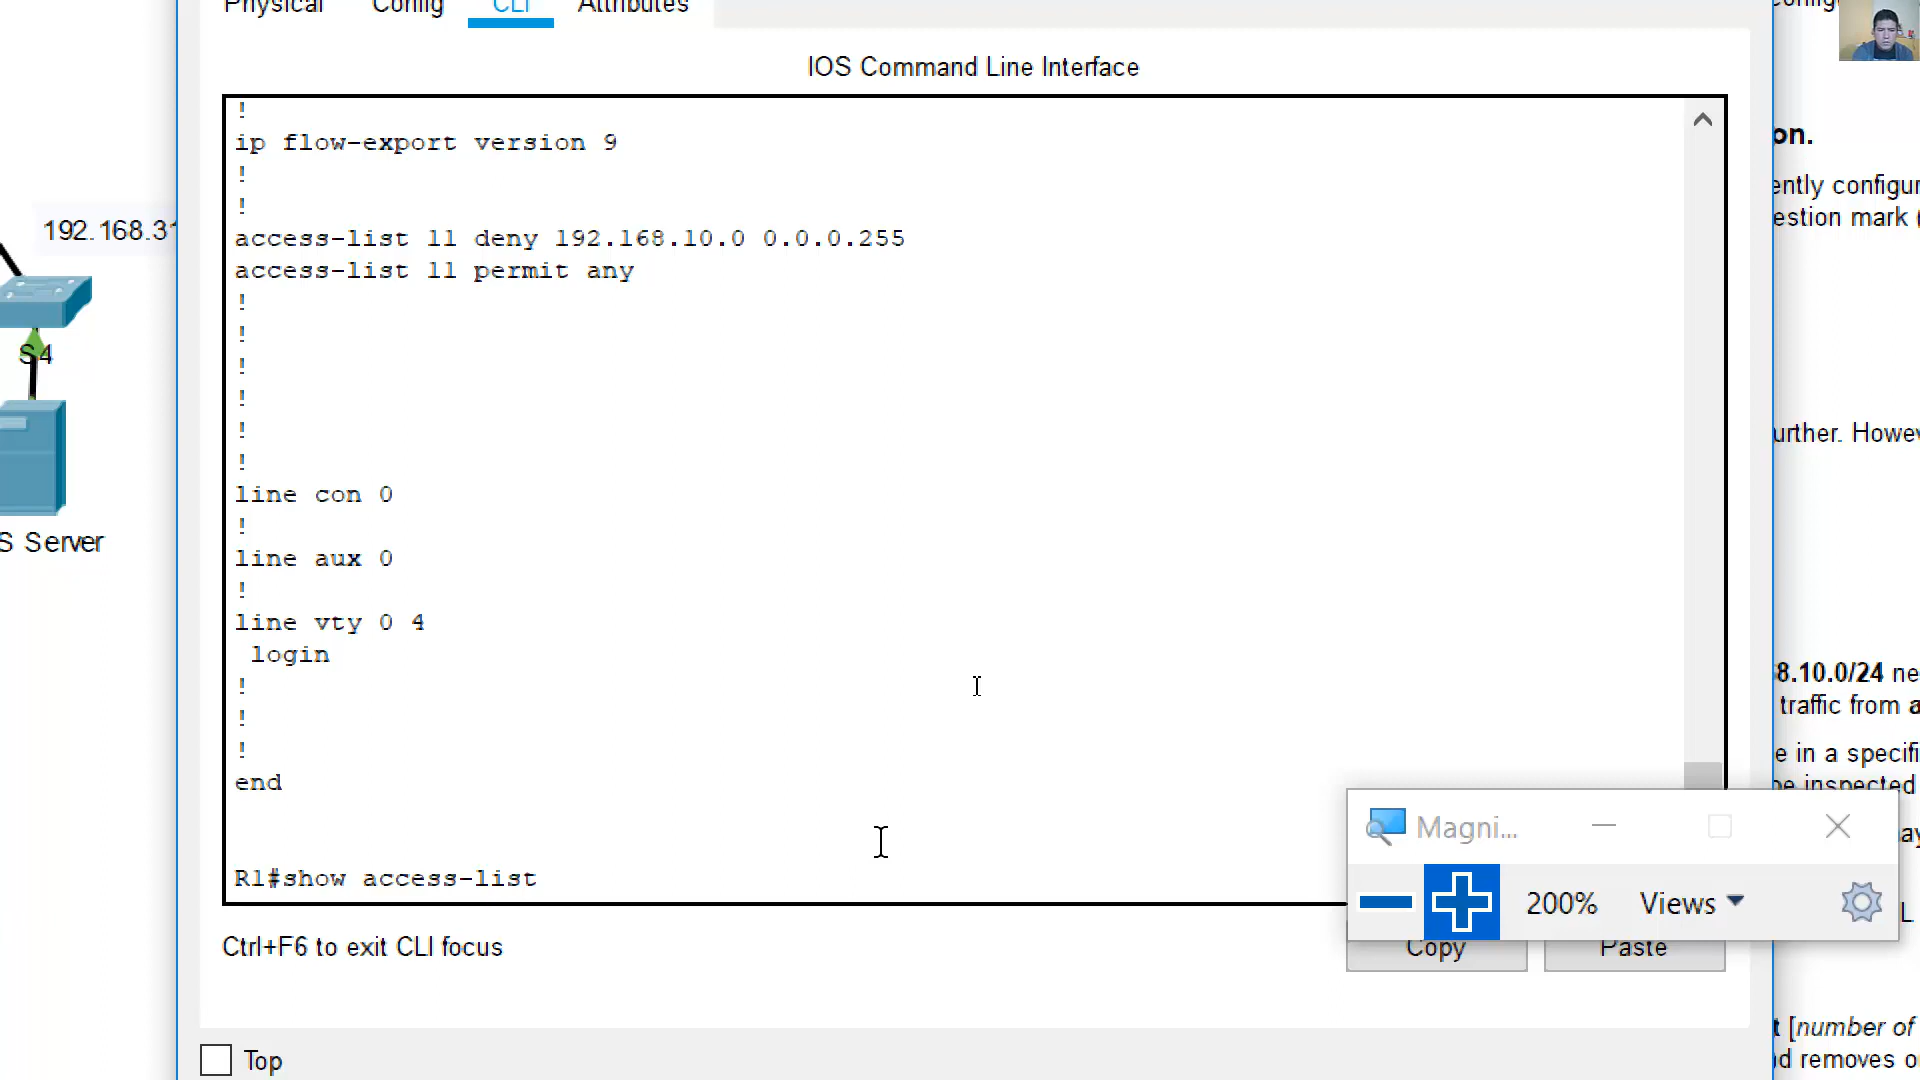 Physical
Config
CLI
Attributes
IOS Command Line Interface
!
ip flow-export version 9
!
!
access-list 11 deny 192.168.10.0 0.0.0.255
access-list 11 permit any
!
!
!
!
!
!
line con 0
!
line aux 0
!
line vty 0 4
login
!
!
!
end
R1#show access-list
Ctrl+F6 to exit CLI focus
Copy
Paste
Top
192.168.31
S4
S Server
on.
ently configur
estion mark (
urther. Howev
8.10.0/24 ne
traffic from a
e in a specifi
be inspected
Magni...
200%
Views
L
t [number of
d removes o